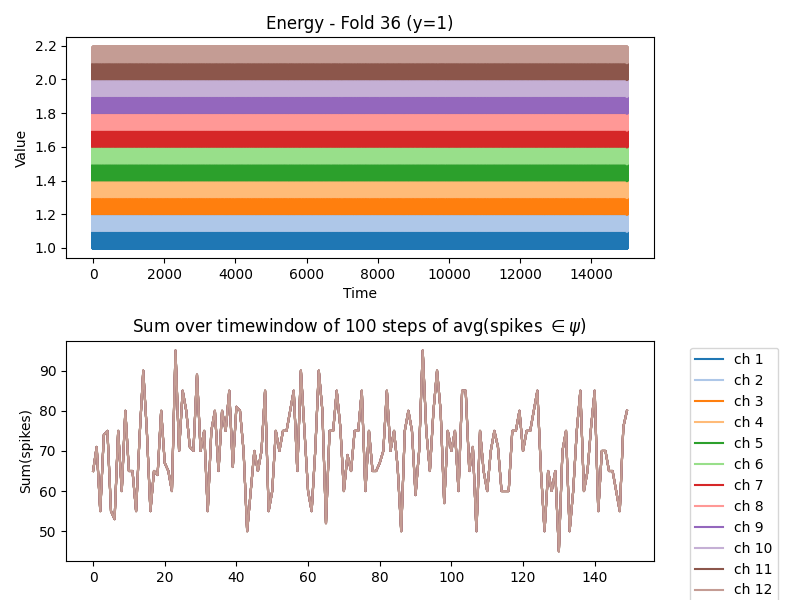 Energy - Fold 36 (y=1)
Value
2.2
2.0
1.8
1.6
1.4
1.2
1.0
0 2000 4000 6000 8000 10000 12000 14000
Time
Sum over timewindow of 100 steps of avg(spikes ∈ ψ)
Sum(spikes)
90
80
70
60
50
0 20 40 60 80 100 120 140
ch 1
ch 2
ch 3
ch 4
ch 5
ch 6
ch 7
ch 8
ch 9
ch 10
ch 11
ch 12